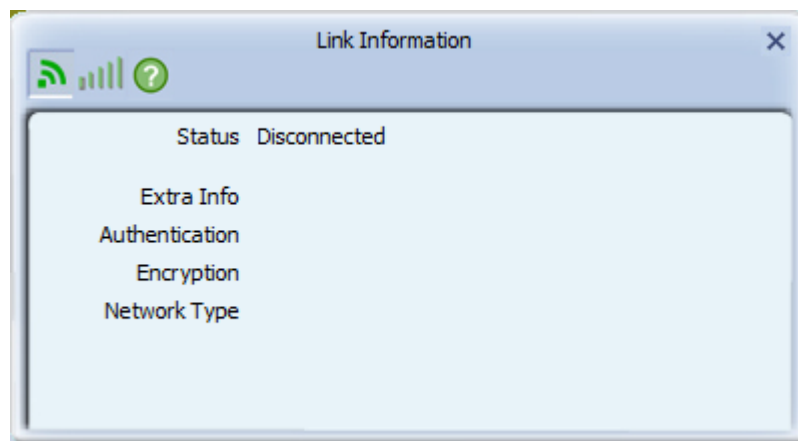 Link Information
Status Disconnected
Extra Info
Authentication
Encryption
Network Type